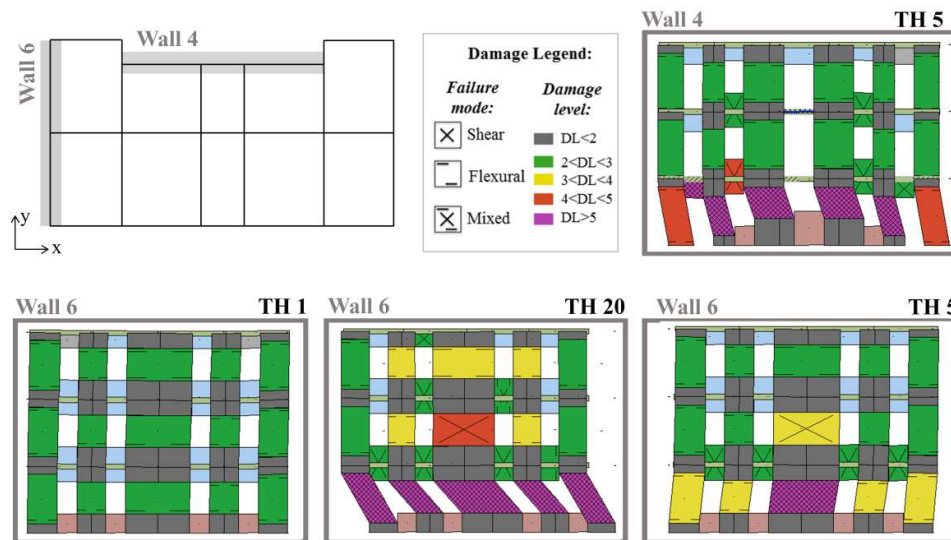 Wall 4
Wall 6
y
x
Damage Legend:
Failure mode:
Damage level:
Shear
Flexural
Mixed
DL<2
2<DL<3
3<DL<4
4<DL<5
DL>5
Wall 4 TH 5
Wall 6 TH 1
Wall 6 TH 20
Wall 6 TH 5